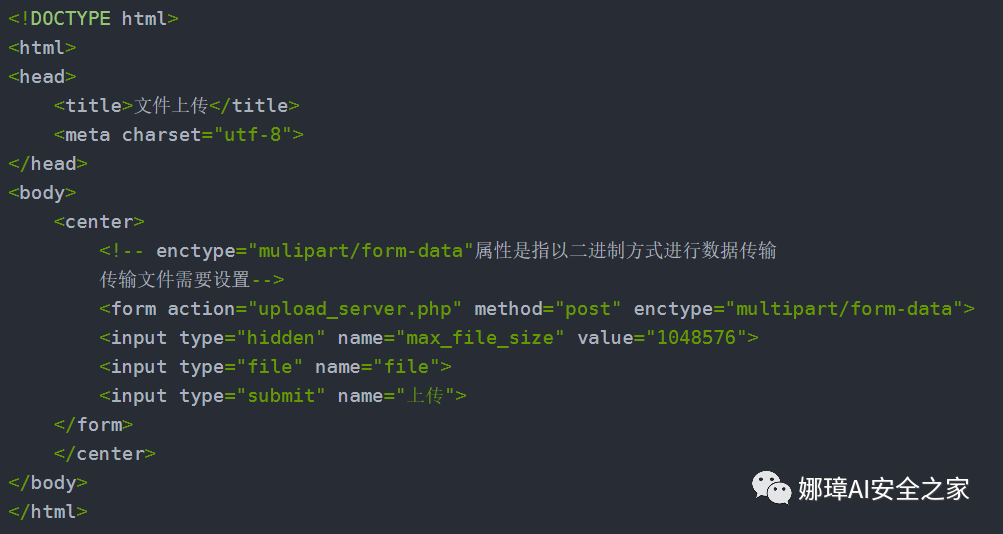 <!DOCTYPE html>
<html>
<head>
    <title>文件上传</title>
    <meta charset="utf-8">
</head>
<body>
    <center>
        <!-- enctype="mulipart/form-data"属性是指以二进制方式进行数据传输
        传输文件需要设置-->
        <form action="upload_server.php" method="post" enctype="multipart/form-data">
        <input type="hidden" name="max_file_size" value="1048576">
        <input type="file" name="file">
        <input type="submit" name="上传">
    </form>
    </center>
</body>
</html>
娜璋AI安全之家